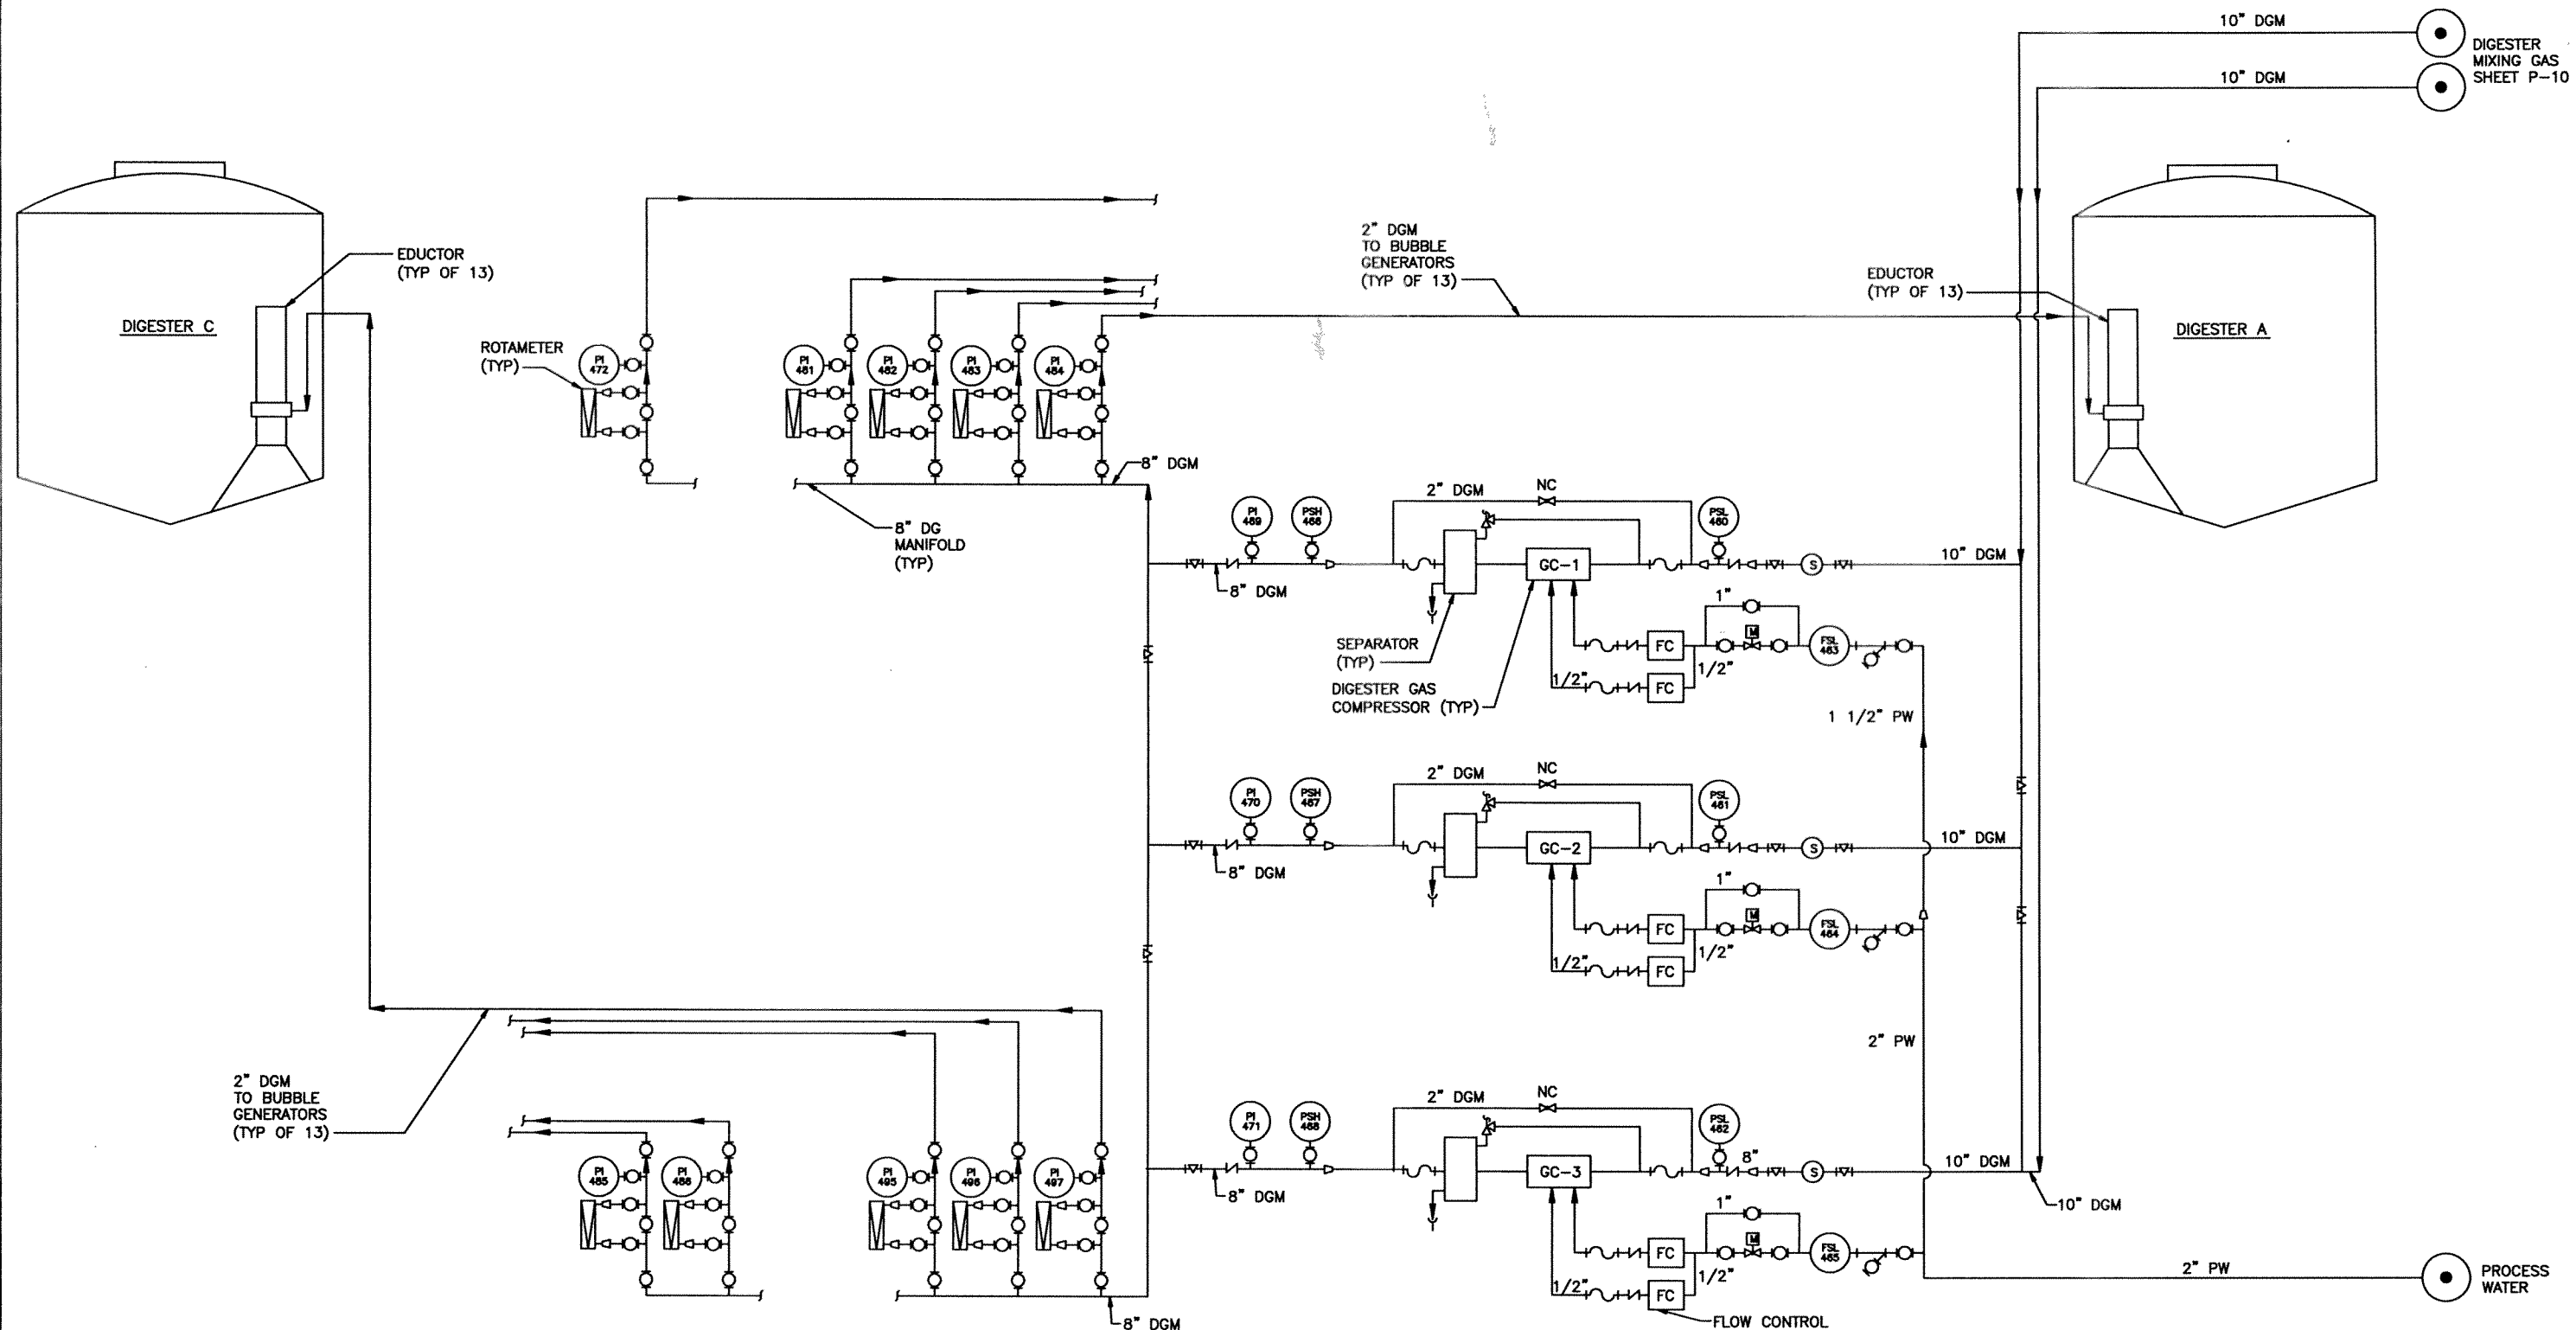 10" DGM
10" DGM
DIGESTER
MIXING GAS
SHEET P-10
EDUCTOR
(TYP OF 13)
DIGESTER C
2" DGM
TO BUBBLE
GENERATORS
(TYP OF 13)
EDUCTOR
(TYP OF 13)
DIGESTER A
ROTAMETER
(TYP)
PI
472
PI
481
PI
482
PI
483
PI
484
8" DGM
8" DG
MANIFOLD
(TYP)
PI
469
PSH
466
2" DGM
NC
PSL
460
8" DGM
GC-1
S
10" DGM
SEPARATOR
(TYP)
DIGESTER GAS
COMPRESSOR (TYP)
1"
M
FC
FSL
463
1/2"
1/2"
FC
1 1/2" PW
PI
470
PSH
467
2" DGM
NC
PSL
461
8" DGM
GC-2
S
10" DGM
1"
M
FC
FSL
464
1/2"
1/2"
FC
2" PW
2" DGM
TO BUBBLE
GENERATORS
(TYP OF 13)
PI
471
PSH
468
2" DGM
NC
PSL
462
8"
8" DGM
GC-3
S
10" DGM
10" DGM
PI
485
PI
486
PI
495
PI
496
PI
497
1"
M
FC
FSL
465
1/2"
1/2"
FC
2" PW
PROCESS
WATER
8" DGM
FLOW CONTROL